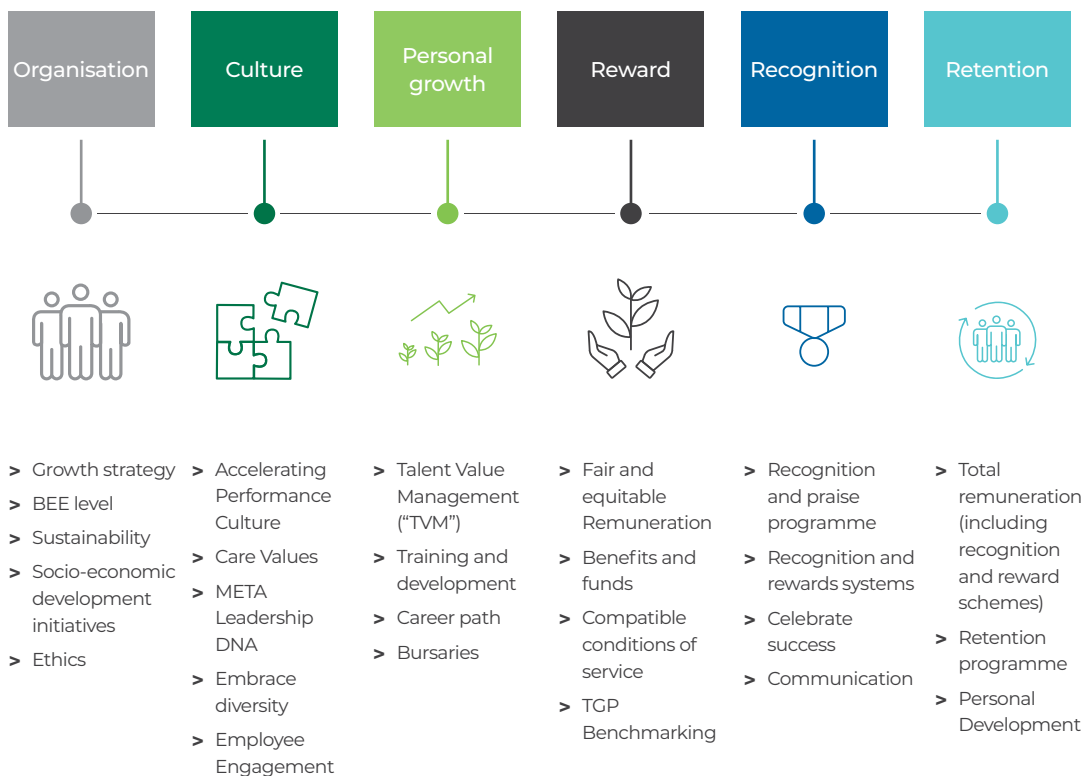 Organisation
Culture
Personal
growth
Reward
Recognition
Retention
> Growth strategy
> BEE level
> Sustainability
> Socio-economic
development
initiatives
> Ethics
> Accelerating
Performance
Culture
> Care Values
> META
Leadership
DNA
> Embrace
diversity
> Employee
Engagement
> Talent Value
Management
(“TVM”)
> Training and
development
> Career path
> Bursaries
> Fair and
equitable
Remuneration
> Benefits and
funds
> Compatible
conditions of
service
> TGP
Benchmarking
> Recognition
and praise
programme
> Recognition and
rewards systems
> Celebrate
success
> Communication
> Total
remuneration
(including
recognition
and reward
schemes)
> Retention
programme
> Personal
Development